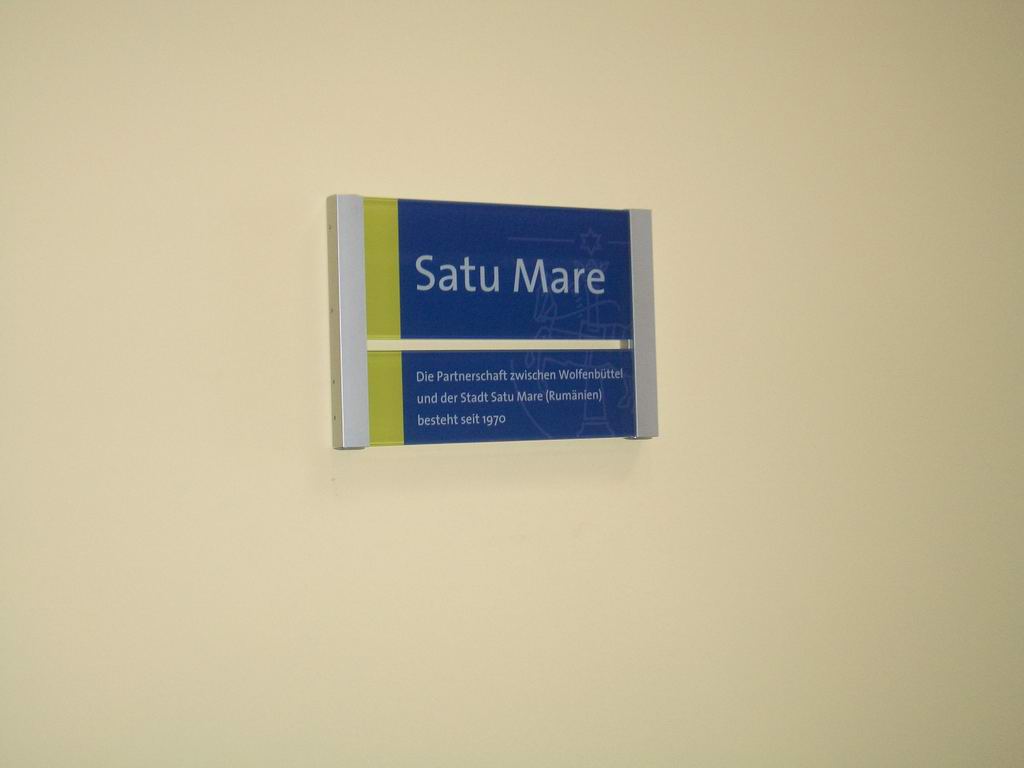 Satu Mare
Die Partnerschaft zwischen Wolfenbüttel
und der Stadt Satu Mare (Rumänien)
besteht seit 1970